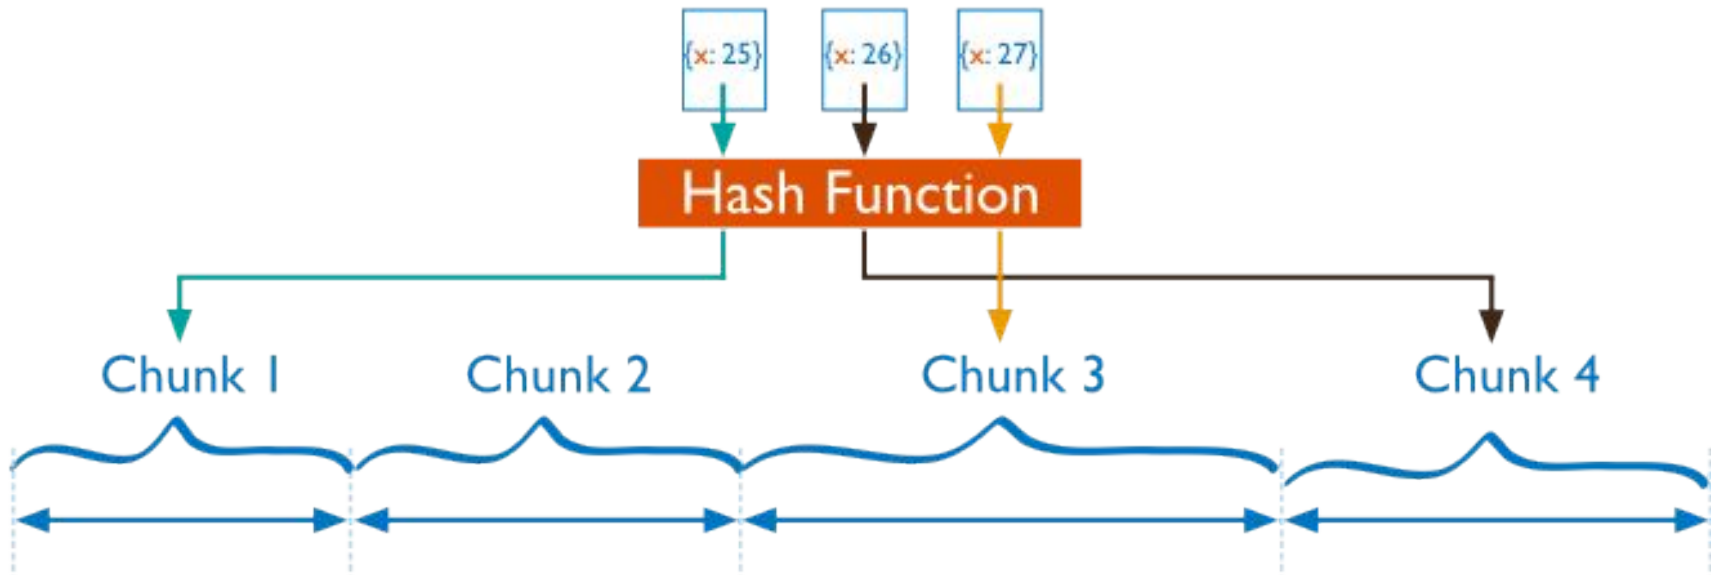 {x: 25} {x: 26} {x: 27}
Hash Function
Chunk 1 Chunk 2 Chunk 3 Chunk 4